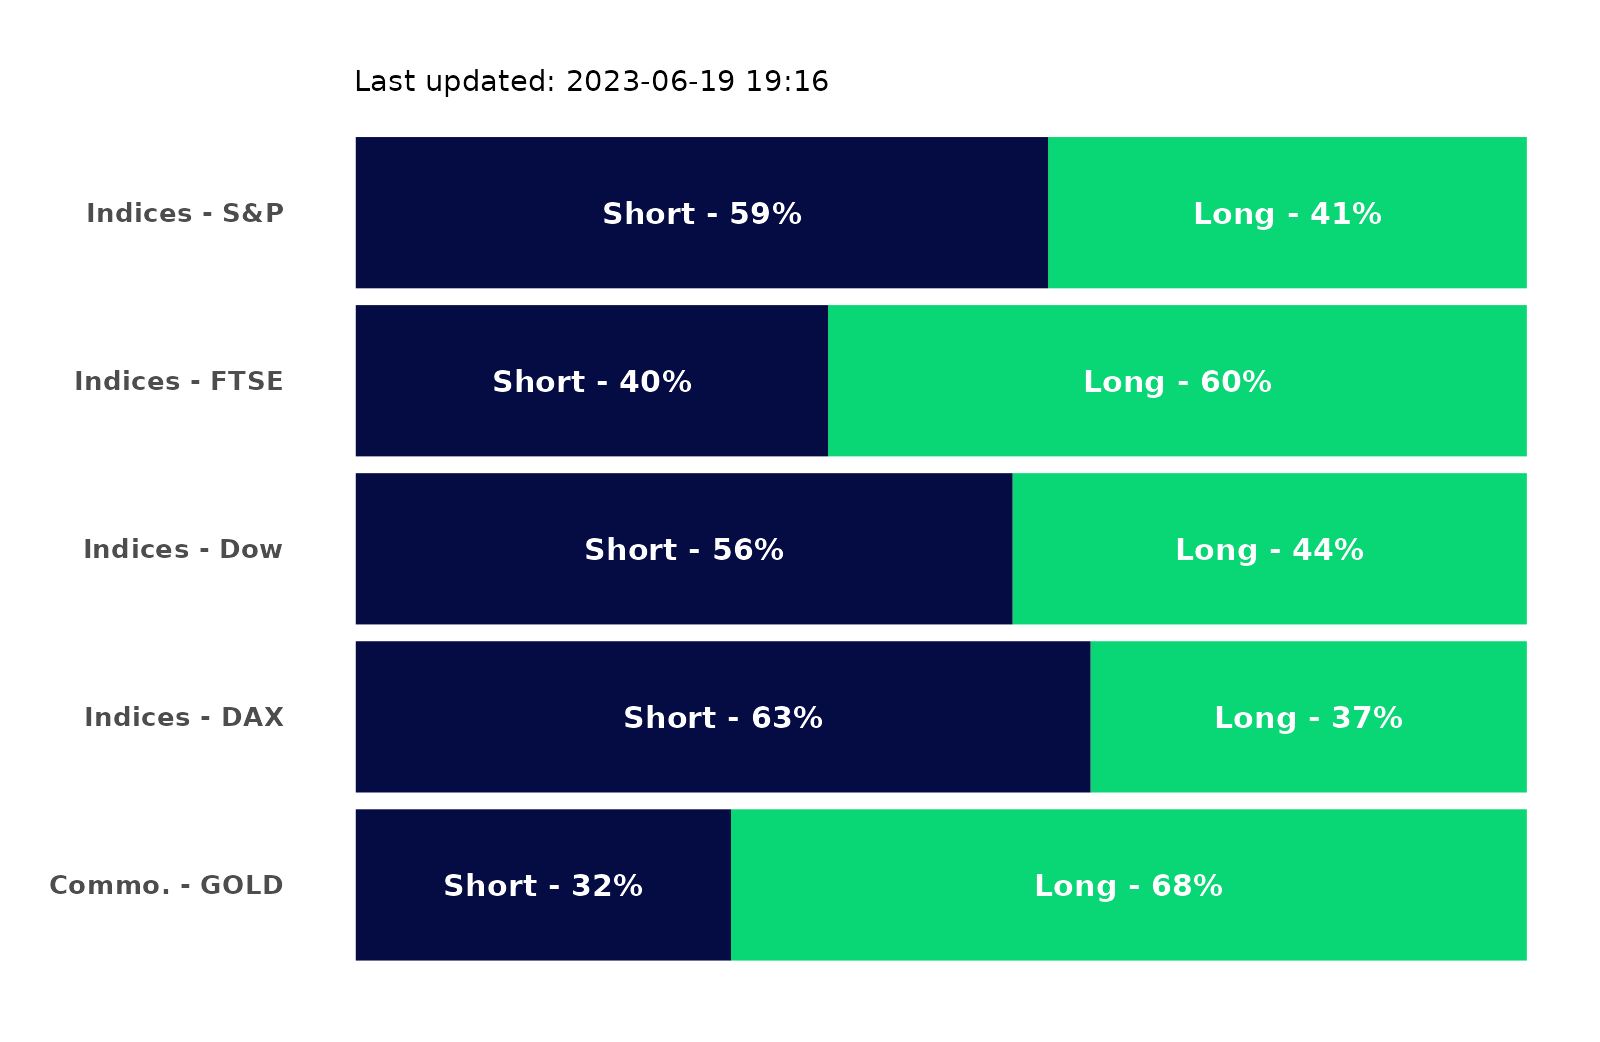 Last updated: 2023-06-19 19:16
Indices - S&P Short - 59% Long - 41%
Indices - FTSE Short - 40% Long - 60%
Indices - Dow Short - 56% Long - 44%
Indices - DAX Short - 63% Long - 37%
Commo. - GOLD Short - 32% Long - 68%